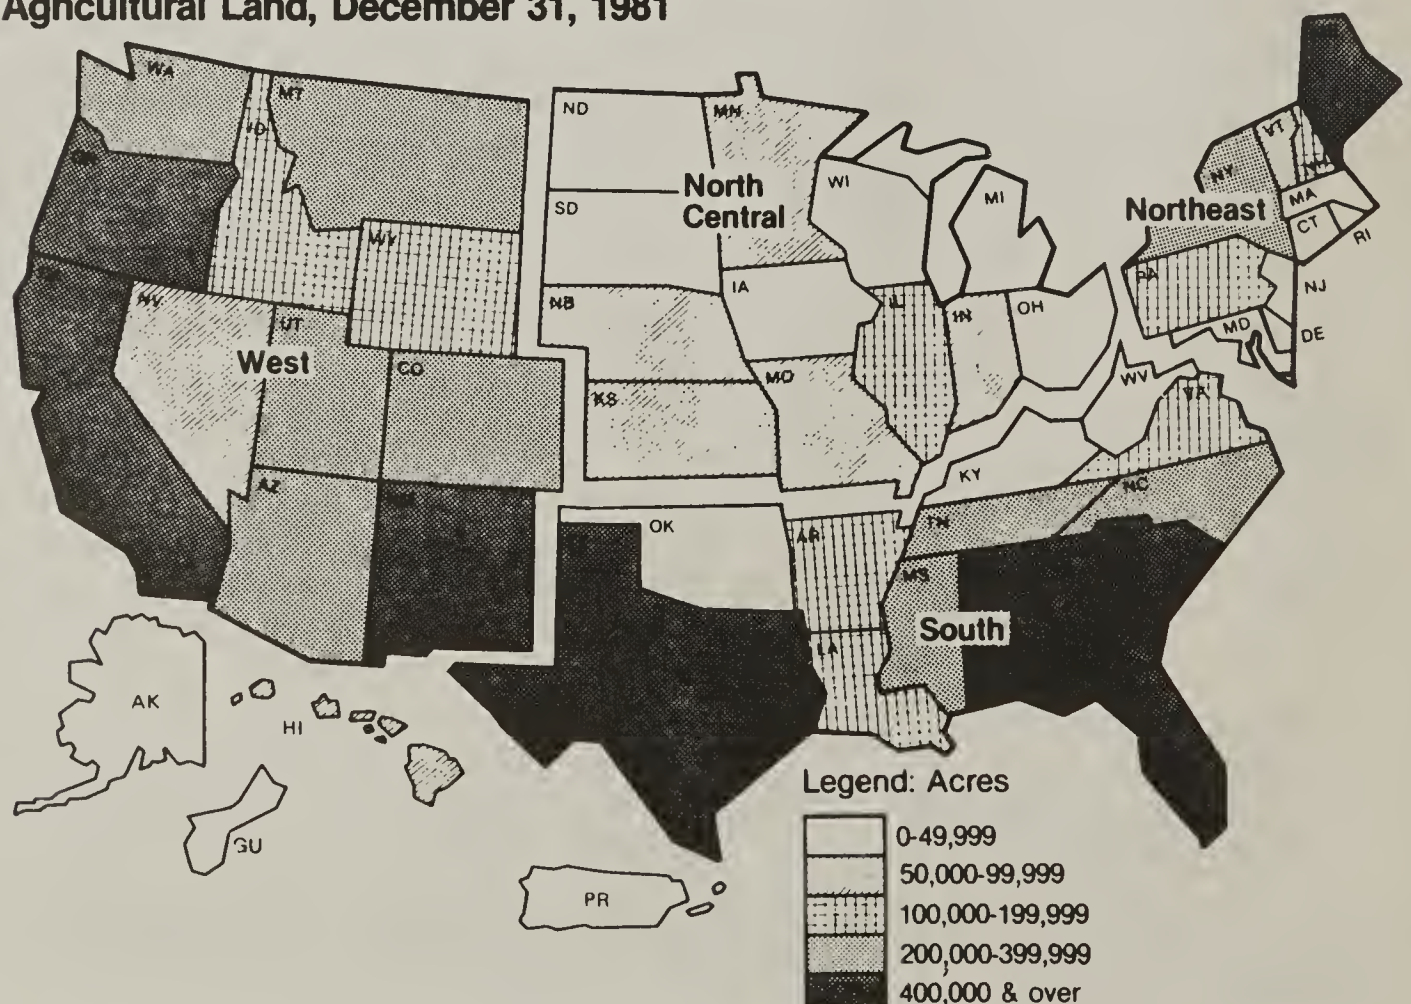 Agricultural Land, December 31, 1981
WA
MT
ID
OR
WY
CA
NV
UT
CO
West
AZ
NM
ND
MN
SD
North
Central
WI
MI
NB
IA
IL
IN
OH
KS
MO
ME
VT
NH
NY
MA
Northeast
CT
RI
PA
NJ
MD
DE
WV
VA
KY
NC
TN
OK
AR
MS
South
LA
AK
HI
GU
PR
Legend: Acres
0-49,999
50,000-99,999
100,000-199,999
200,000-399,999
400,000 & over